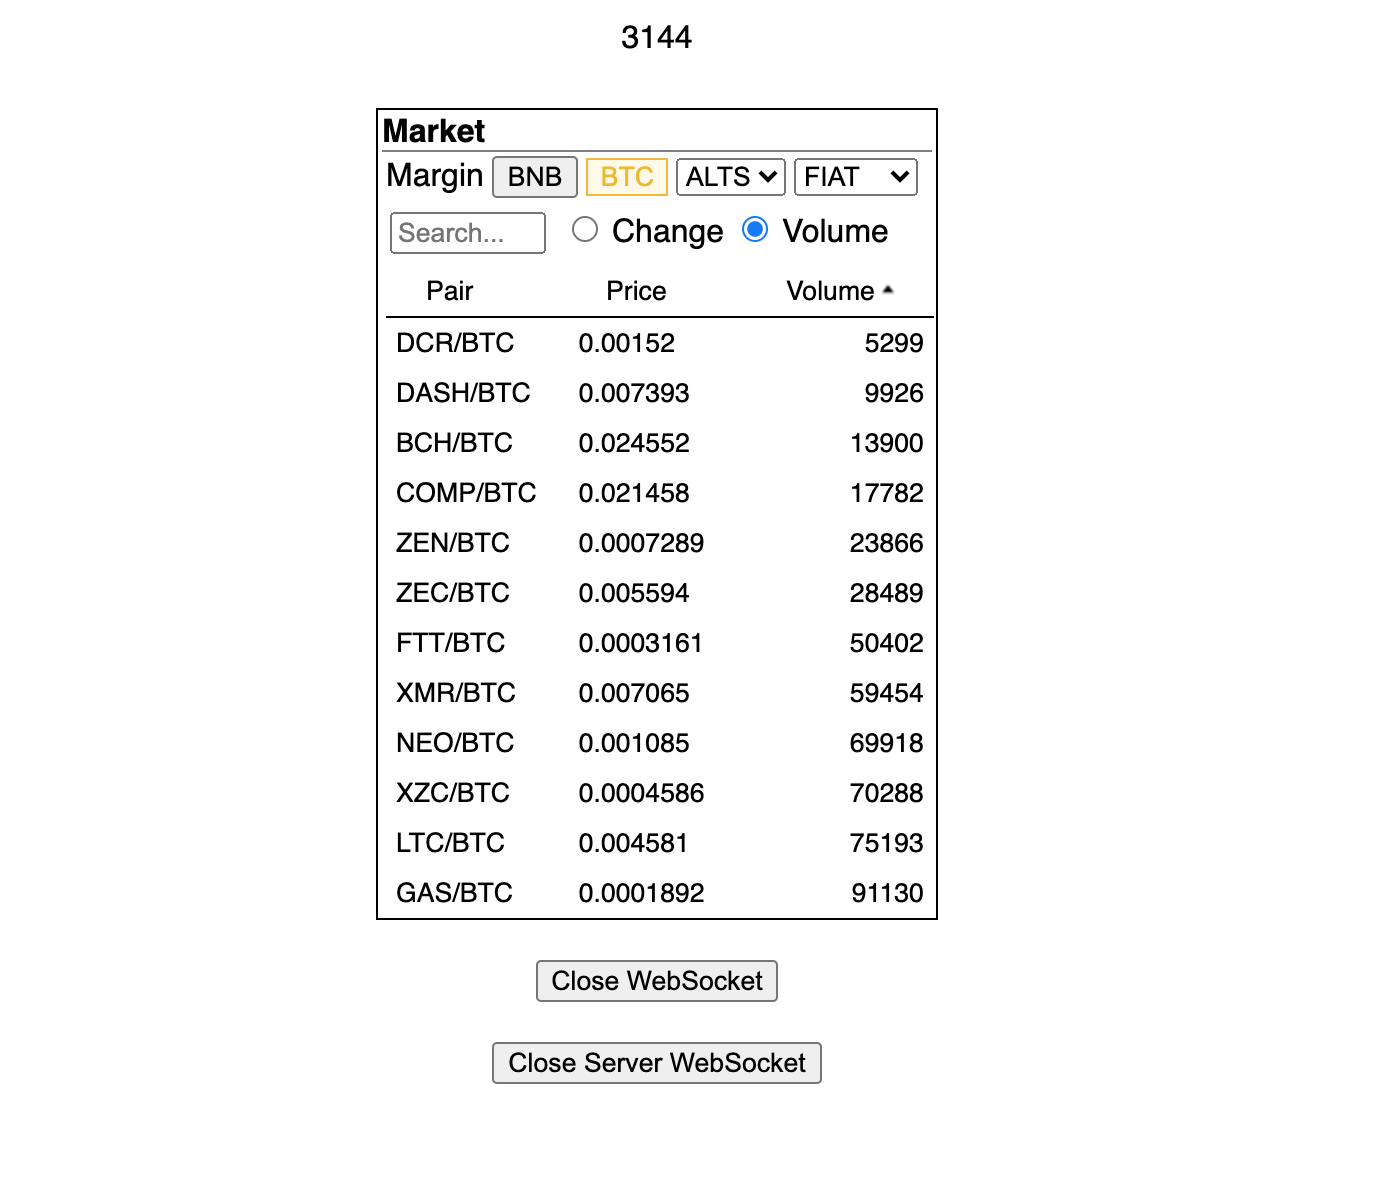 3144
Market
Margin BNB BTC ALTS FIAT
Search... Change Volume
Pair Price Volume
DCR/BTC 0.00152 5299
DASH/BTC 0.007393 9926
BCH/BTC 0.024552 13900
COMP/BTC 0.021458 17782
ZEN/BTC 0.0007289 23866
ZEC/BTC 0.005594 28489
FTT/BTC 0.0003161 50402
XMR/BTC 0.007065 59454
NEO/BTC 0.001085 69918
XZC/BTC 0.0004586 70288
LTC/BTC 0.004581 75193
GAS/BTC 0.0001892 91130
Close WebSocket
Close Server WebSocket